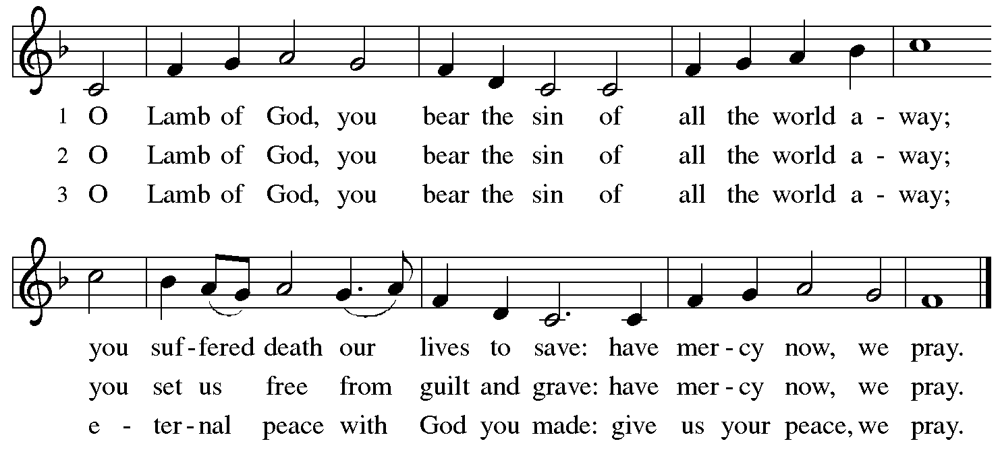 1 O Lamb of God, you bear the sin of all the world a - way;
2 O Lamb of God, you bear the sin of all the world a - way;
3 O Lamb of God, you bear the sin of all the world a - way;
you suf - fered death our lives to save: have mer - cy now, we pray.
you set us free from guilt and grave: have mer - cy now, we pray.
e - ter - nal peace with God you made: give us your peace, we pray.